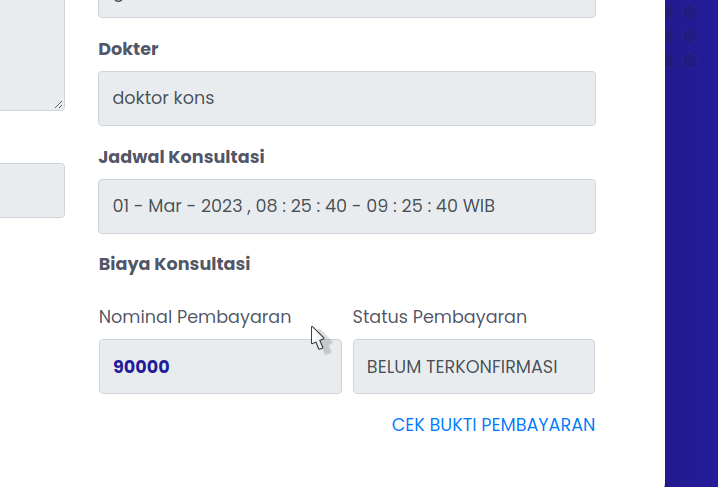 Dokter
doktor kons
Jadwal Konsultasi
01 - Mar - 2023 , 08 : 25 : 40 - 09 : 25 : 40 WIB
Biaya Konsultasi
Nominal Pembayaran Status Pembayaran
90000 BELUM TERKONFIRMASI
CEK BUKTI PEMBAYARAN